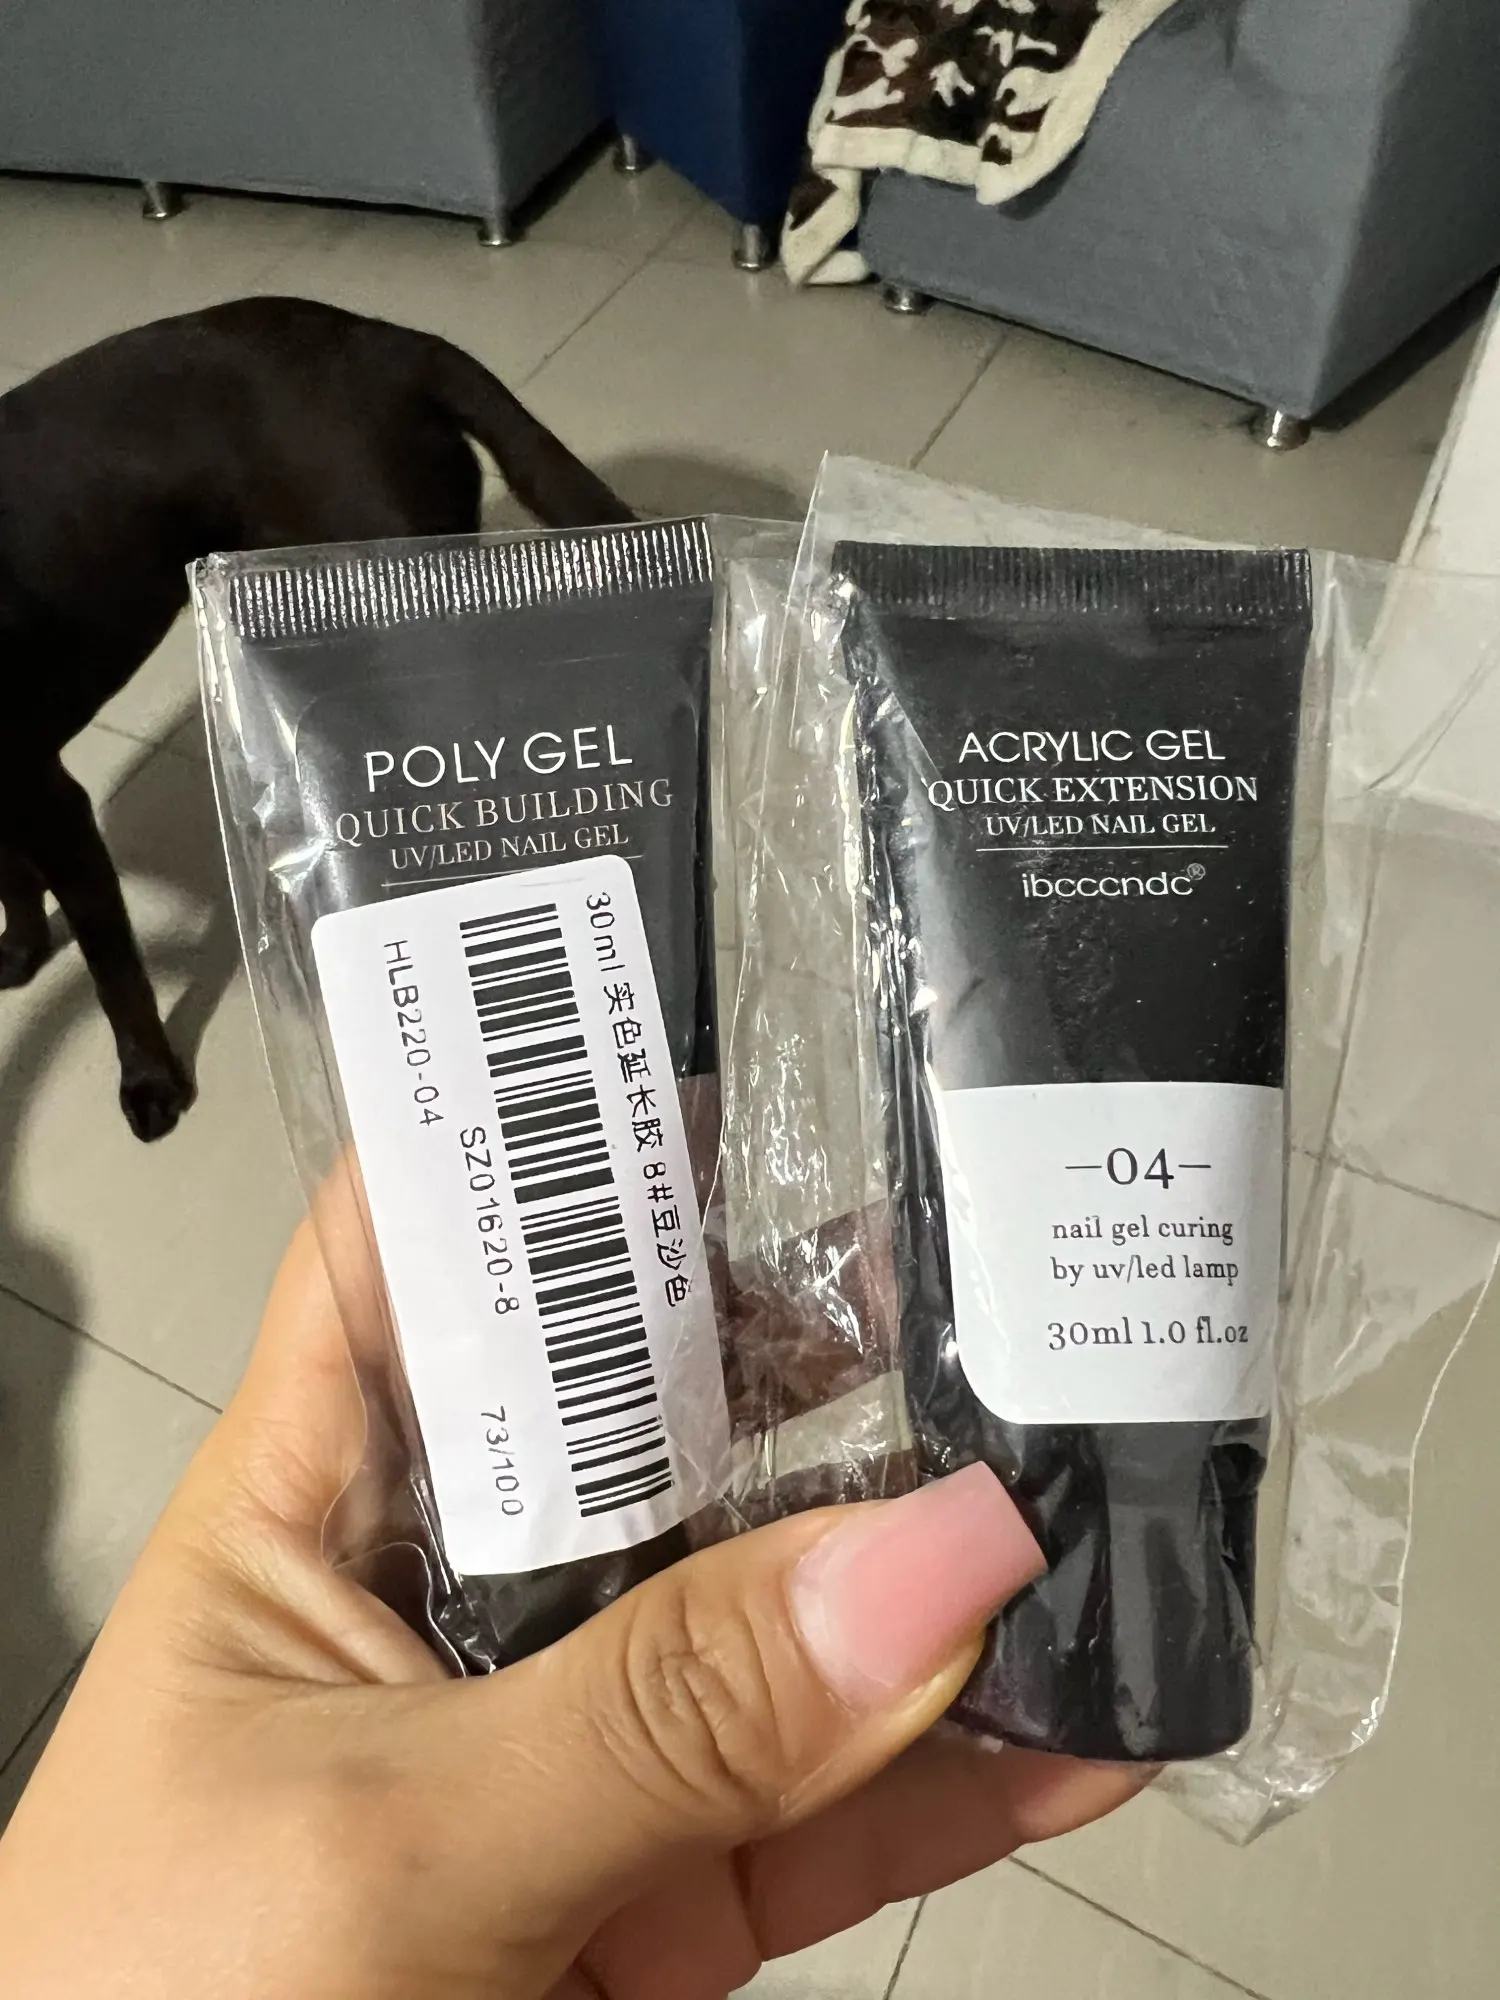 POLY GEL
QUICK BUILDING
UV/LED NAIL GEL
30ml 实色延长胶 8#豆沙色
SZ01620-8
HLB220-04
73/100
ACRYLIC GEL
QUICK EXTENSION
UV/LED NAIL GEL
ibcccndc®
-04-
nail gel curing
by uv/led lamp
30ml 1.0 fl.oz